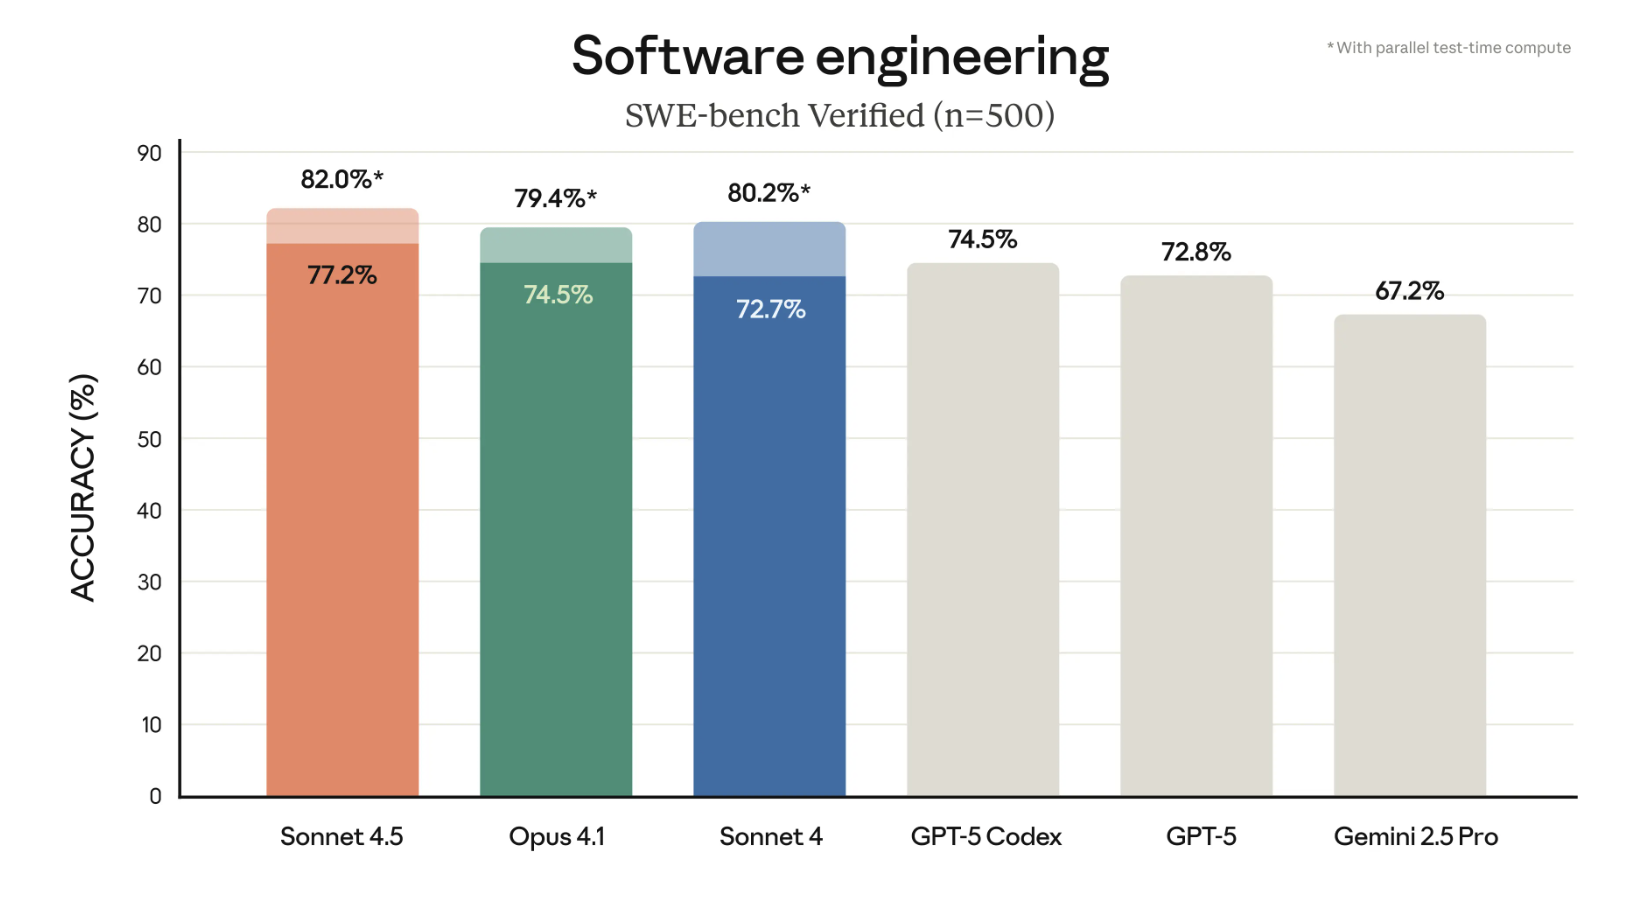 Software engineering
* With parallel test-time compute
SWE-bench Verified (n=500)
ACCURACY (%)
90
80
70
60
50
40
30
20
10
0
82.0%*
77.2%
79.4%*
74.5%
80.2%*
72.7%
74.5%
72.8%
67.2%
Sonnet 4.5
Opus 4.1
Sonnet 4
GPT-5 Codex
GPT-5
Gemini 2.5 Pro